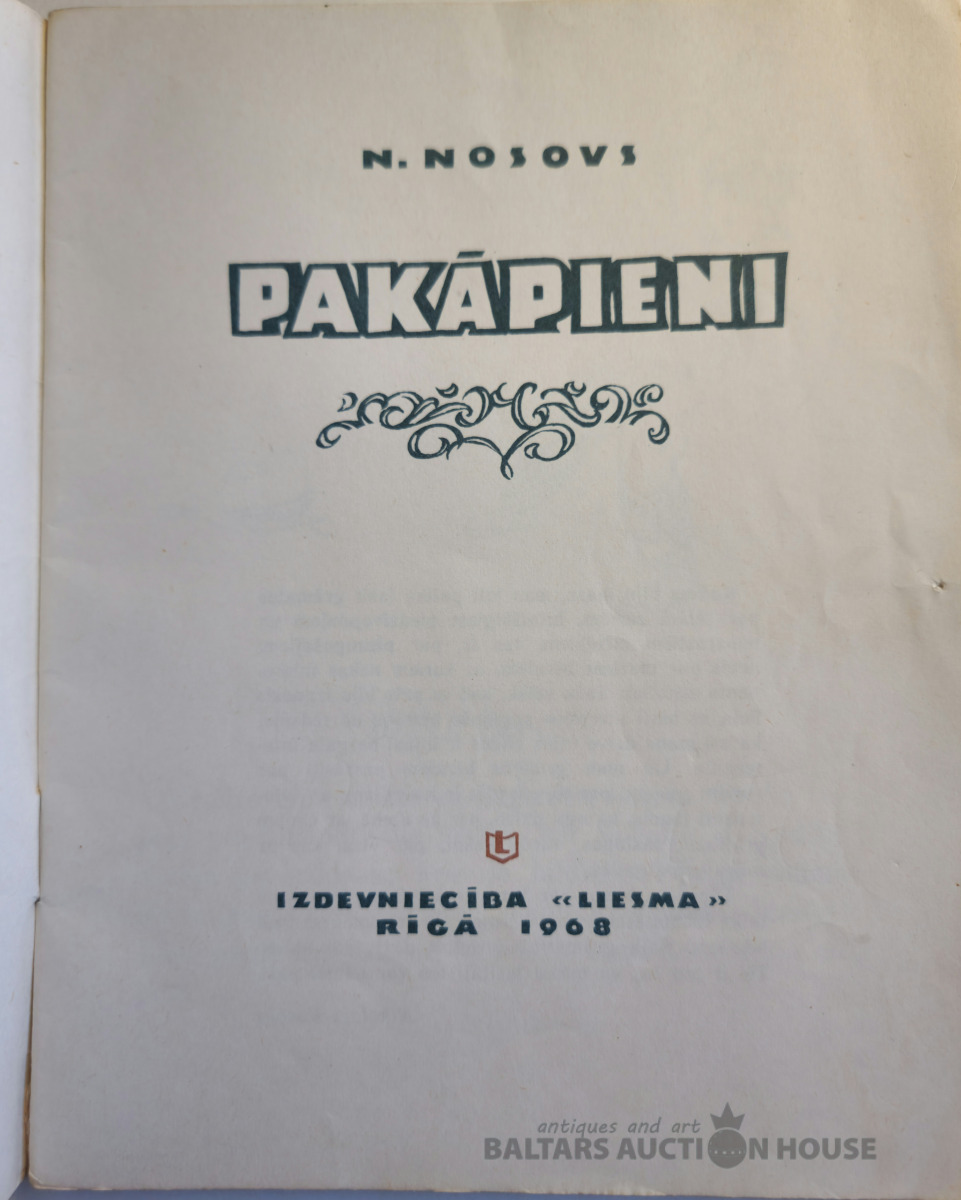 N. NOSOVS
PAKĀPIENI
L
IZDEVNIECĪBA «LIESMA»
RĪGĀ 1968
antiques and art
BALTARS AUCTION HOUSE